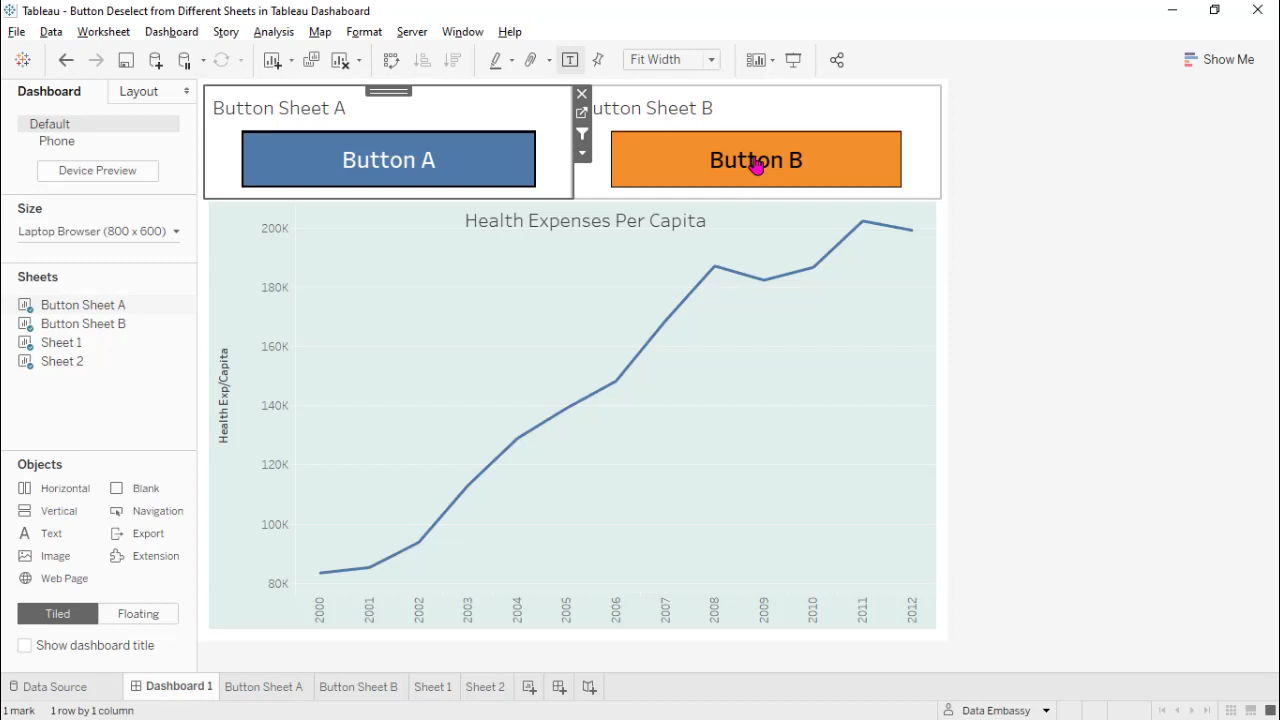 Tableau - Button Deselect from Different Sheets in Tableau Dashaboard
File Data Worksheet Dashboard Story Analysis Map Format Server Window Help
Fit Width
Show Me
Dashboard Layout
Default
Phone
Device Preview
Size
Laptop Browser (800 x 600)
Sheets
Button Sheet A
Button Sheet B
Sheet 1
Sheet 2
Objects
Horizontal Blank
Vertical Navigation
Text Export
Image Extension
Web Page
Tiled Floating
Show dashboard title
Button Sheet A
Button A
utton Sheet B
Button B
Health Expenses Per Capita
Health Exp/Capita
200K
180K
160K
140K
120K
100K
80K
2000 2001 2002 2003 2004 2005 2006 2007 2008 2009 2010 2011 2012
Data Source Dashboard 1 Button Sheet A Button Sheet B Sheet 1 Sheet 2
1 mark 1 row by 1 column Data Embassy